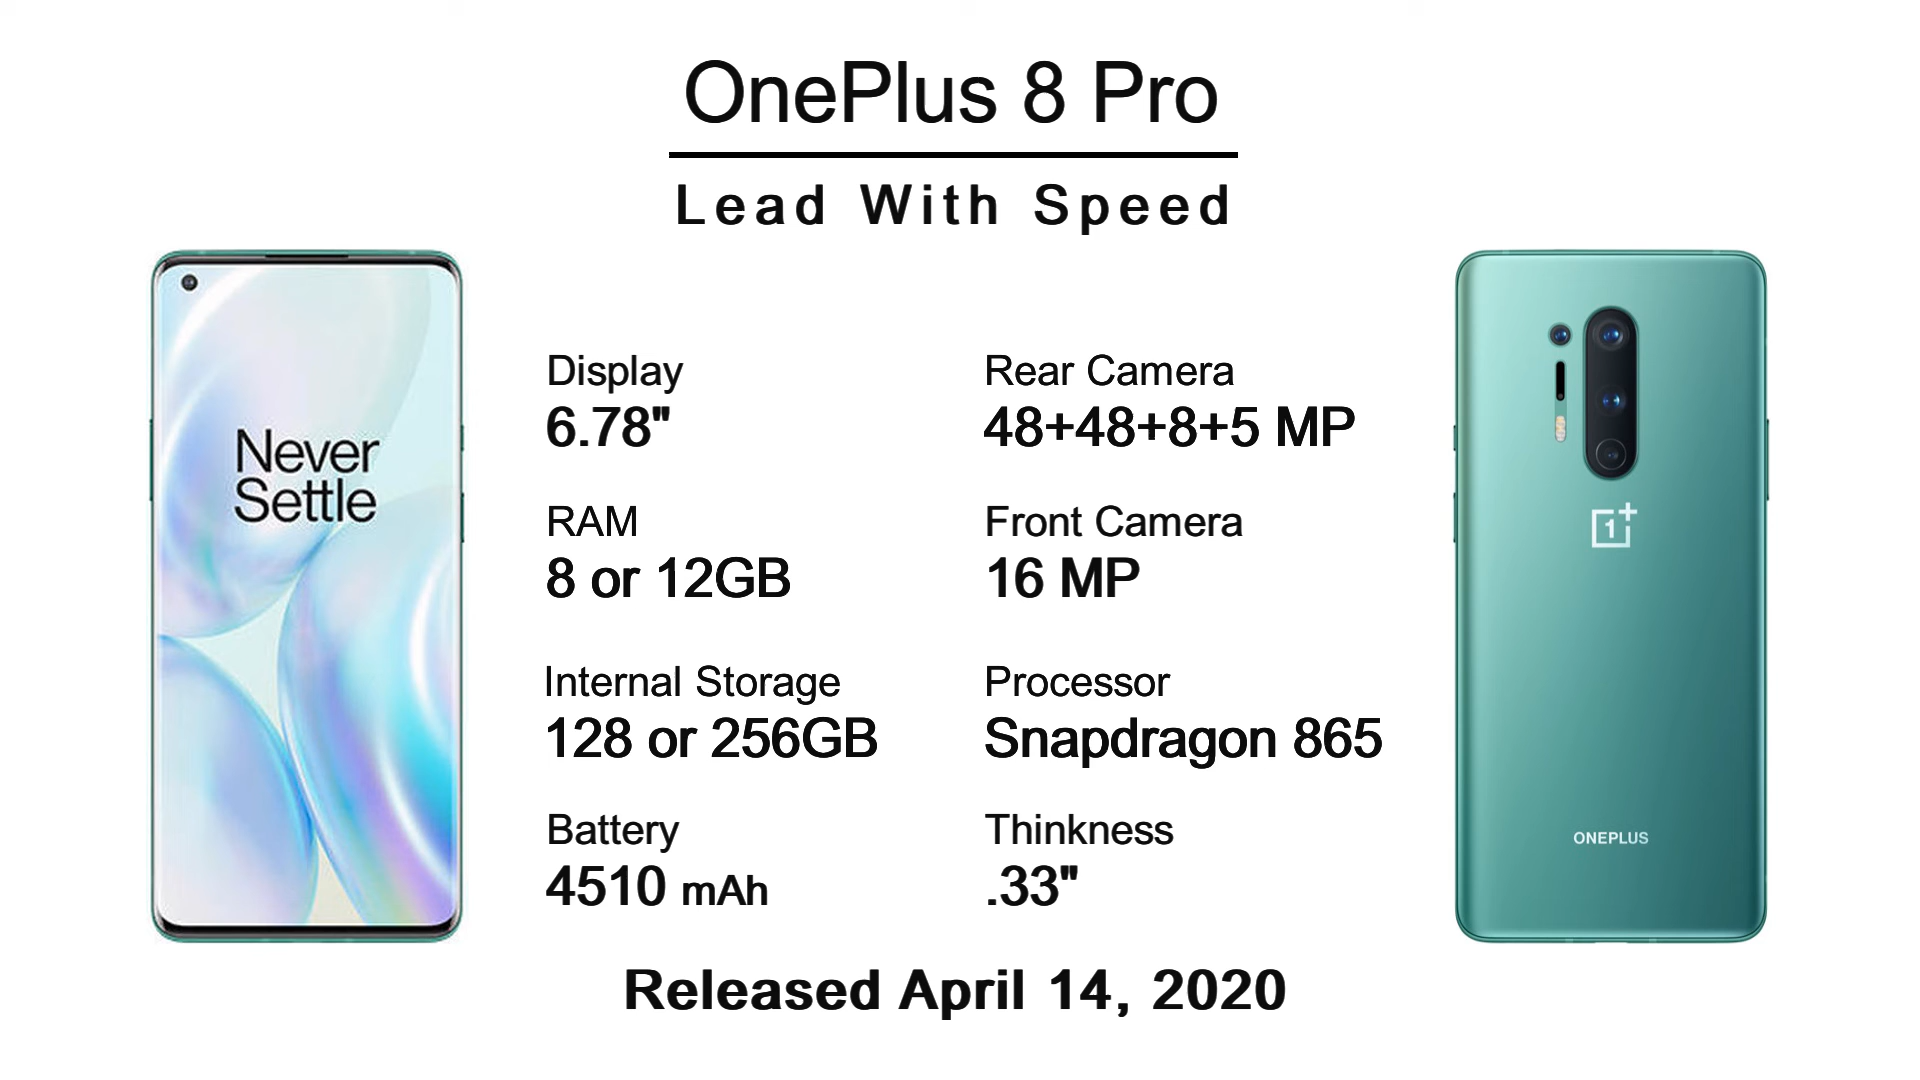 OnePlus 8 Pro
Lead With Speed
Never
Settle
Display
6.78"
RAM
8 or 12GB
Internal Storage
128 or 256GB
Battery
4510 mAh
Rear Camera
48+48+8+5 MP
Front Camera
16 MP
Processor
Snapdragon 865
Thinkness
.33"
1+
ONEPLUS
Released April 14, 2020